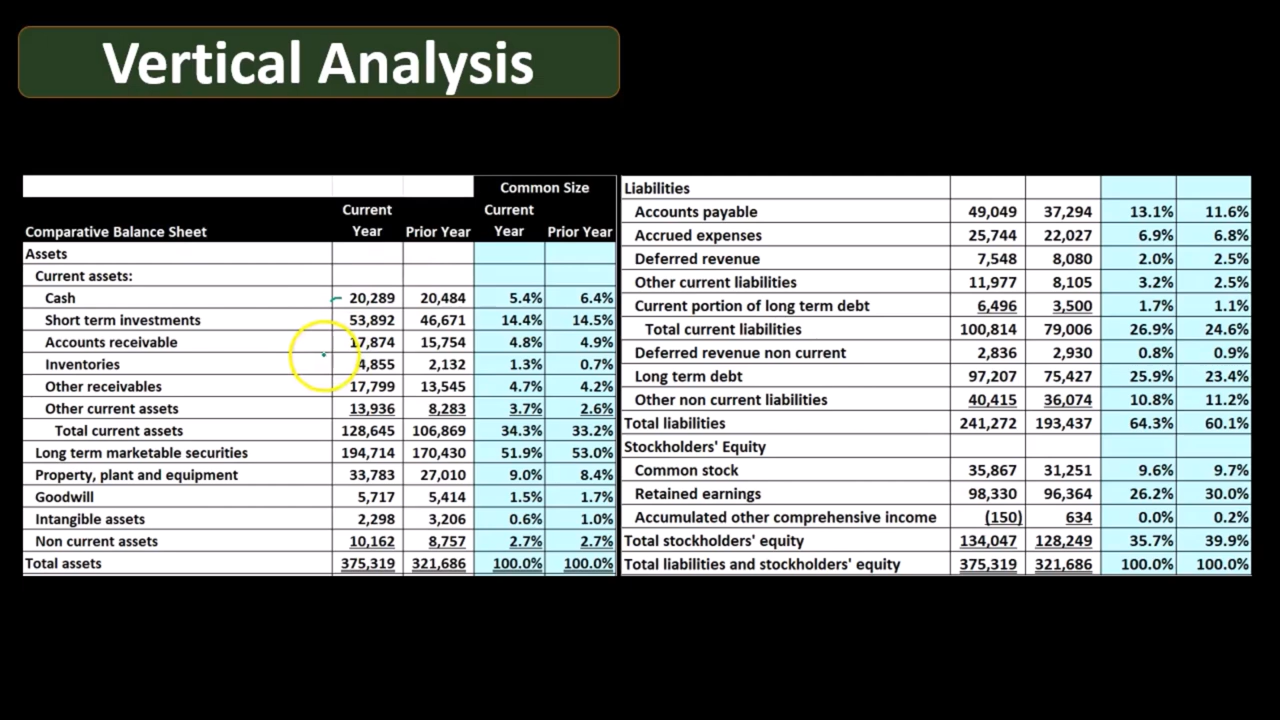 Vertical Analysis
Common Size
Current Current
Comparative Balance Sheet Year Prior Year Year Prior Year
Assets
Current assets:
Cash 20,289 20,484 5.4% 6.4%
Short term investments 53,892 46,671 14.4% 14.5%
Accounts receivable 17,874 15,754 4.8% 4.9%
Inventories 4,855 2,132 1.3% 0.7%
Other receivables 17,799 13,545 4.7% 4.2%
Other current assets 13,936 8,283 3.7% 2.6%
Total current assets 128,645 106,869 34.3% 33.2%
Long term marketable securities 194,714 170,430 51.9% 53.0%
Property, plant and equipment 33,783 27,010 9.0% 8.4%
Goodwill 5,717 5,414 1.5% 1.7%
Intangible assets 2,298 3,206 0.6% 1.0%
Non current assets 10,162 8,757 2.7% 2.7%
Total assets 375,319 321,686 100.0% 100.0%
Liabilities
Accounts payable 49,049 37,294 13.1% 11.6%
Accrued expenses 25,744 22,027 6.9% 6.8%
Deferred revenue 7,548 8,080 2.0% 2.5%
Other current liabilities 11,977 8,105 3.2% 2.5%
Current portion of long term debt 6,496 3,500 1.7% 1.1%
Total current liabilities 100,814 79,006 26.9% 24.6%
Deferred revenue non current 2,836 2,930 0.8% 0.9%
Long term debt 97,207 75,427 25.9% 23.4%
Other non current liabilities 40,415 36,074 10.8% 11.2%
Total liabilities 241,272 193,437 64.3% 60.1%
Stockholders' Equity
Common stock 35,867 31,251 9.6% 9.7%
Retained earnings 98,330 96,364 26.2% 30.0%
Accumulated other comprehensive income (150) 634 0.0% 0.2%
Total stockholders' equity 134,047 128,249 35.7% 39.9%
Total liabilities and stockholders' equity 375,319 321,686 100.0% 100.0%